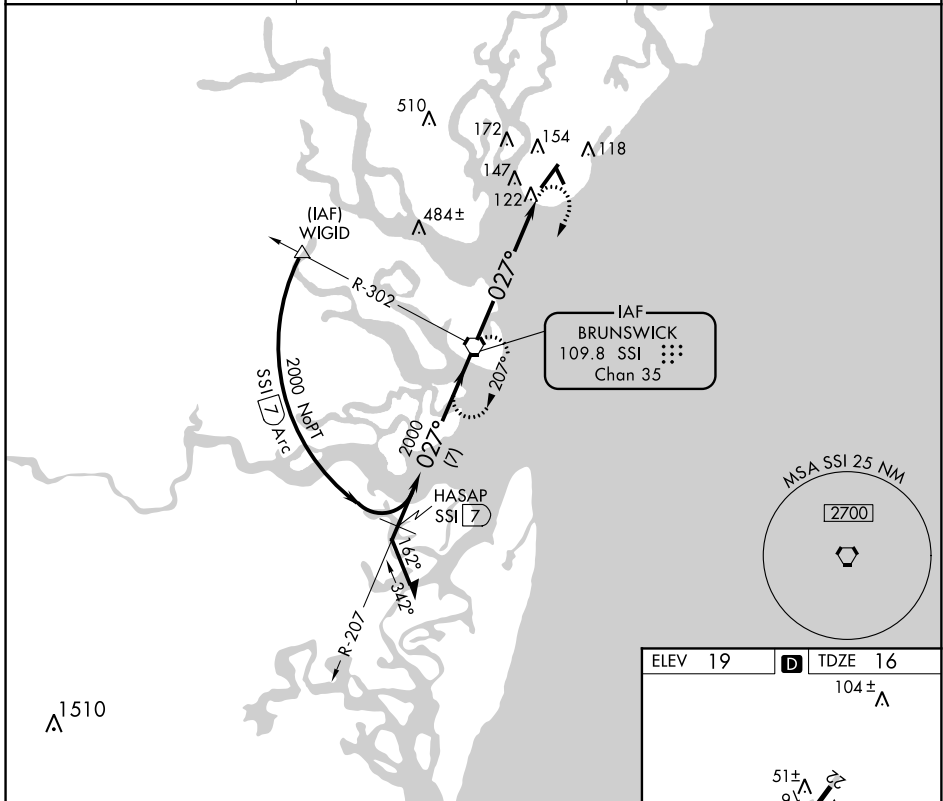 510
172
154
118
147
122
484±
(IAF)
WIGID
R-302
027°
IAF
BRUNSWICK
109.8 SSI
Chan 35
207°
2000 NoPT
SSI 7 Arc
2000
027°
(7)
HASAP
SSI 7
162°
342°
R-207
MSA SSI 25 NM
2700
1510
ELEV 19 D TDZE 16
104±
51±
22